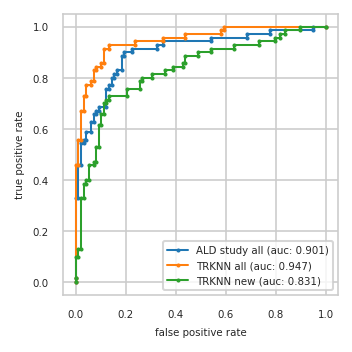 1.0
0.8
0.6
0.4
0.2
0.0
true positive rate
ALD study all (auc: 0.901)
TRKNN all (auc: 0.947)
TRKNN new (auc: 0.831)
0.0 0.2 0.4 0.6 0.8 1.0
false positive rate